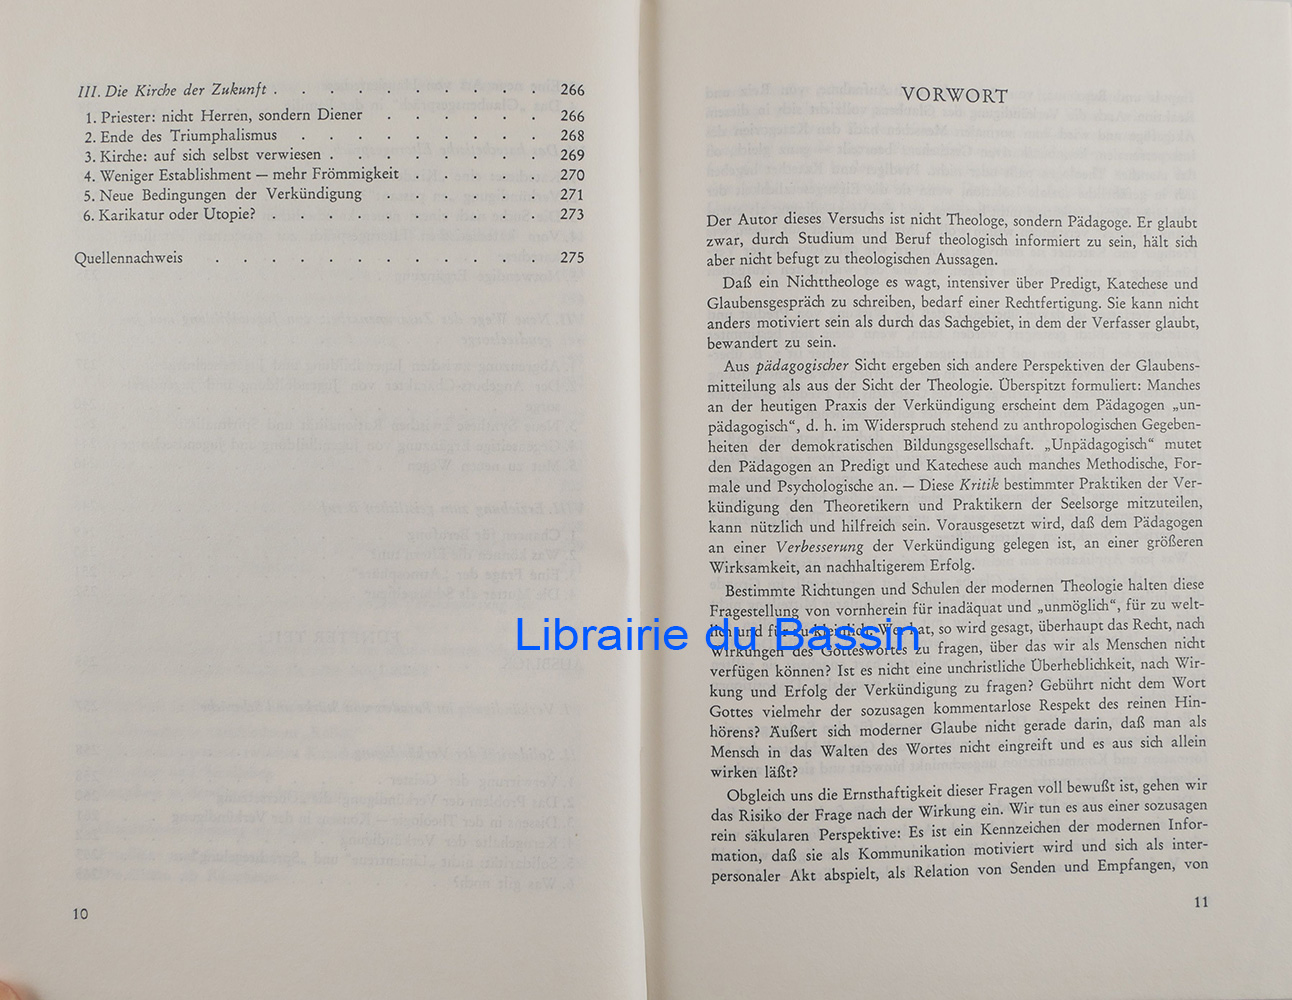 III. Die Kirche der Zukunft . . . . . . . . . . 266
1. Priester: nicht Herren, sondern Diener . . . . . . 266
2. Ende des Triumphalismus . . . . . . . . . 268
3. Kirche: auf sich selbst verwiesen . . . . . . . . 269
4. Weniger Establishment — mehr Frömmigkeit . . . . . 270
5. Neue Bedingungen der Verkündigung . . . . . . 271
6. Karikatur oder Utopie? . . . . . . . . . . 273
Quellennachweis . . . . . . . . . . . . 275
10
VORWORT
Der Autor dieses Versuchs ist nicht Theologe, sondern Pädagoge. Er glaubt
zwar, durch Studium und Beruf theologisch informiert zu sein, hält sich
aber nicht befugt zu theologischen Aussagen.
Daß ein Nichttheologe es wagt, intensiver über Predigt, Katechese und
Glaubensgespräch zu schreiben, bedarf einer Rechtfertigung. Sie kann nicht
anders motiviert sein als durch das Sachgebiet, in dem der Verfasser glaubt,
bewandert zu sein.
Aus pädagogischer Sicht ergeben sich andere Perspektiven der Glaubens-
mitteilung als aus der Sicht der Theologie. Überspitzt formuliert: Manches
an der heutigen Praxis der Verkündigung erscheint dem Pädagogen „un-
pädagogisch“, d. h. im Widerspruch stehend zu anthropologischen Gegeben-
heiten der demokratischen Bildungsgesellschaft. „Unpädagogisch“ mutet
den Pädagogen an Predigt und Katechese auch manches Methodische, For-
male und Psychologische an. — Diese Kritik bestimmter Praktiken der Ver-
kündigung den Theoretikern und Praktikern der Seelsorge mitzuteilen,
kann nützlich und hilfreich sein. Vorausgesetzt wird, daß dem Pädagogen
an einer Verbesserung der Verkündigung gelegen ist, an einer größeren
Wirksamkeit, an nachhaltigerem Erfolg.
Bestimmte Richtungen und Schulen der modernen Theologie halten diese
Fragestellung von vornherein für inadäquat und „unmöglich“, für zu welt-
lich und für zu kleinlich. Wer hat, so wird gesagt, überhaupt das Recht, nach
Wirkungen des Gotteswortes zu fragen, über das wir als Menschen nicht
verfügen können? Ist es nicht eine unchristliche Überheblichkeit, nach Wir-
kung und Erfolg der Verkündigung zu fragen? Gebührt nicht dem Wort
Gottes vielmehr der sozusagen kommentarlose Respekt des reinen Hin-
hörens? Äußert sich moderner Glaube nicht gerade darin, daß man als
Mensch in das Walten des Wortes nicht eingreift und es aus sich allein
wirken läßt?
Obgleich uns die Ernsthaftigkeit dieser Fragen voll bewußt ist, gehen wir
das Risiko der Frage nach der Wirkung ein. Wir tun es aus einer sozusagen
rein säkularen Perspektive: Es ist ein Kennzeichen der modernen Infor-
mation, daß sie als Kommunikation motiviert wird und sich als inter-
personaler Akt abspielt, als Relation von Senden und Empfangen, von
11
Librairie du Bassin